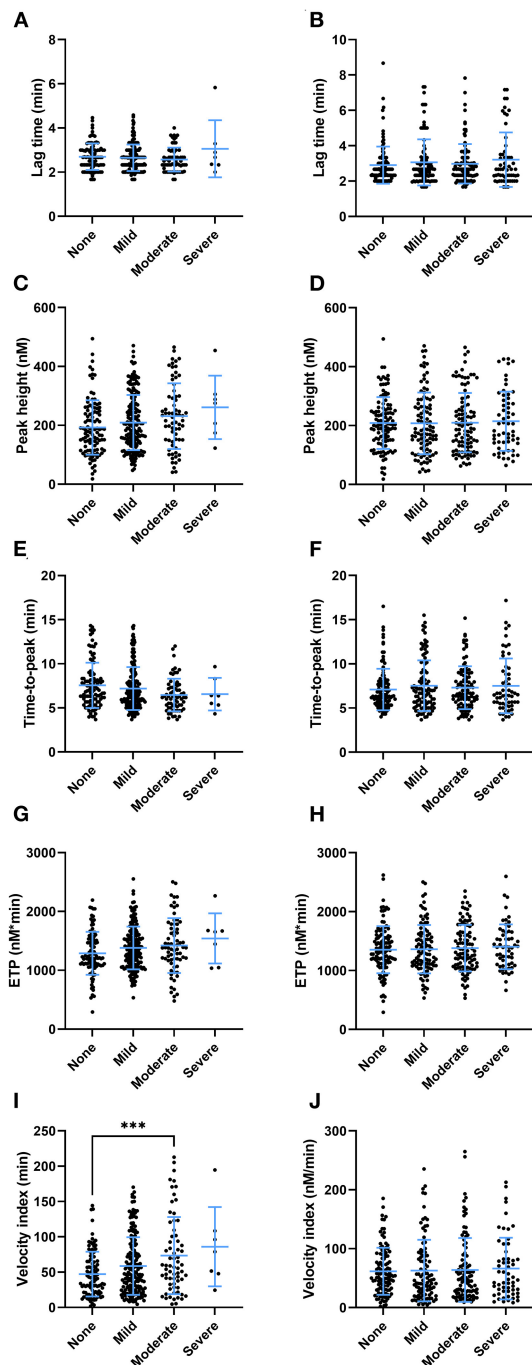 A
Lag time (min)
8
6
4
2
0
None
Mild
Moderate
Severe
B
Lag time (min)
10
8
6
4
2
0
None
Mild
Moderate
Severe
C
Peak height (nM)
600
400
200
0
None
Mild
Moderate
Severe
D
Peak height (nM)
600
400
200
0
None
Mild
Moderate
Severe
E
Time-to-peak (min)
20
15
10
5
0
None
Mild
Moderate
Severe
F
Time-to-peak (min)
20
15
10
5
0
None
Mild
Moderate
Severe
G
ETP (nM*min)
3000
2000
1000
0
None
Mild
Moderate
Severe
H
ETP (nM*min)
3000
2000
1000
0
None
Mild
Moderate
Severe
I
Velocity index (min)
250
200
150
100
50
0
***
None
Mild
Moderate
Severe
J
Velocity index (nM/min)
300
200
100
0
None
Mild
Moderate
Severe